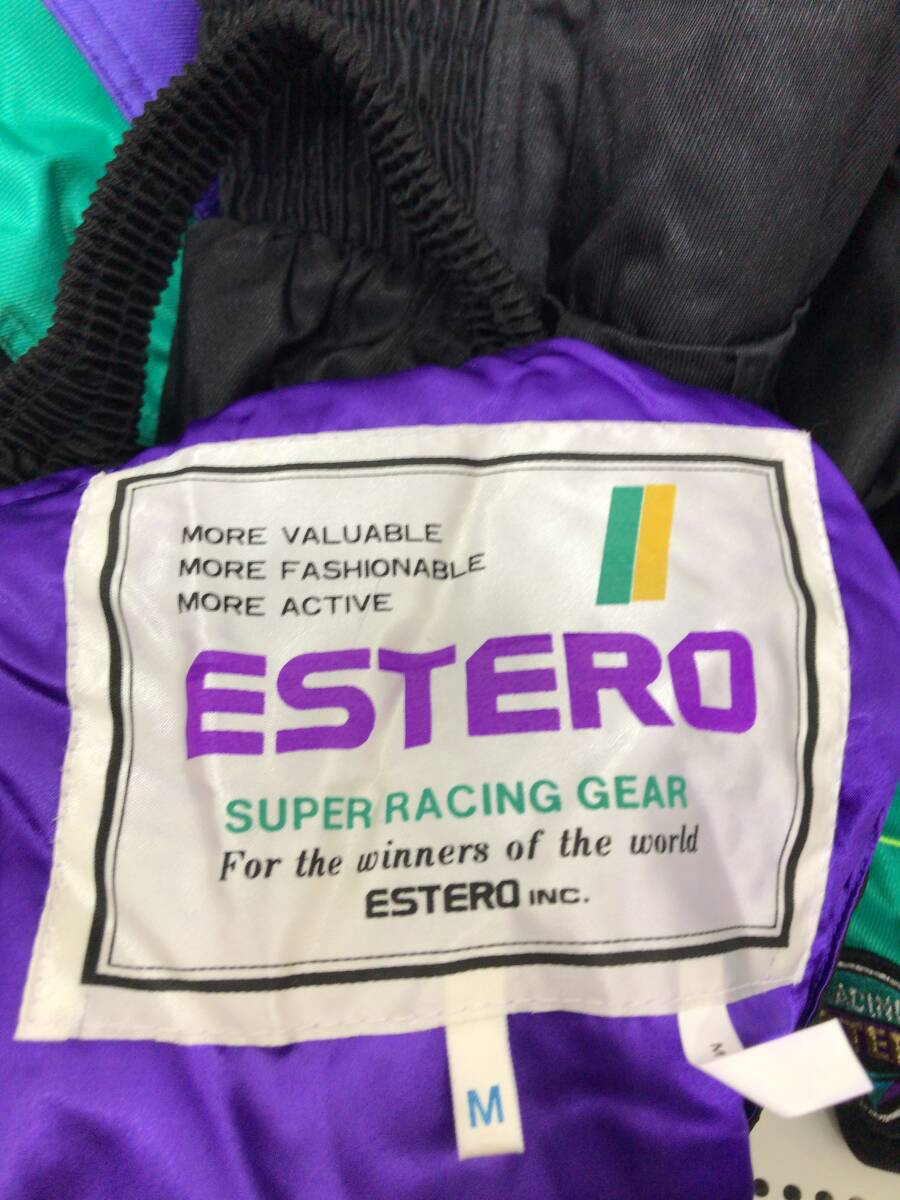 MORE VALUABLE
MORE FASHIONABLE
MORE ACTIVE
ESTERO
SUPER RACING GEAR
For the winners of the world
ESTERO INC.
M
M